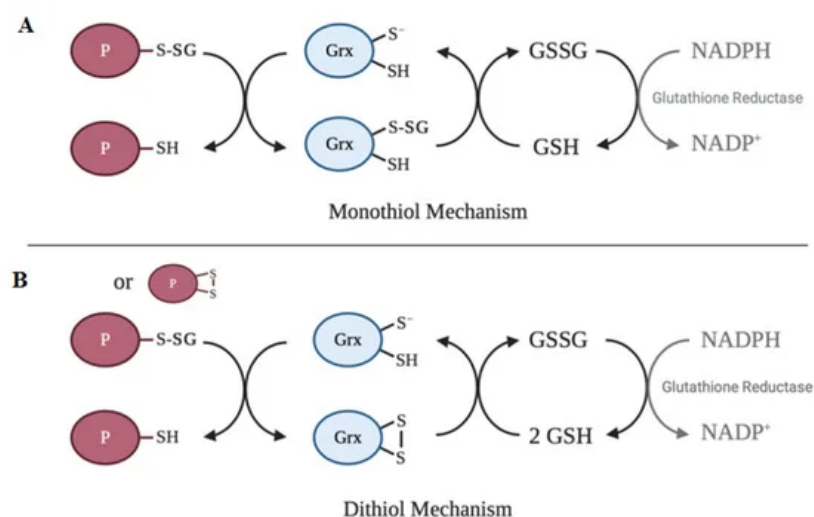 A
P S-SG Grx S⁻ SH GSSG NADPH
Glutathione Reductase
P SH Grx S-SG SH GSH NADP⁺
Monothiol Mechanism
B
or P S S
P S-SG Grx S⁻ SH GSSG NADPH
Glutathione Reductase
P SH Grx S S 2 GSH NADP⁺
Dithiol Mechanism